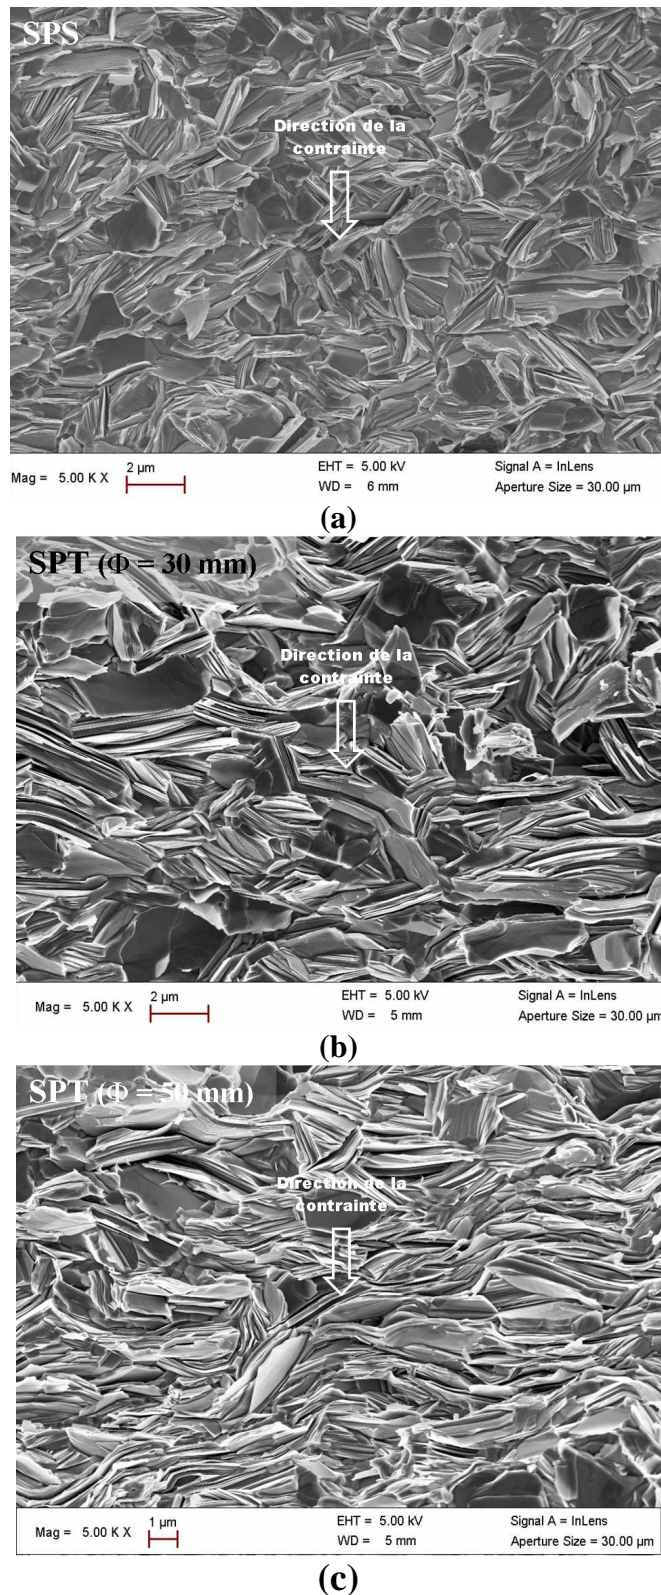 SPS
Direction de la
contrainte
Mag = 5.00 K X 2 µm EHT = 5.00 kV Signal A = InLens
WD = 6 mm Aperture Size = 30.00 µm
(a)
SPT (Φ = 30 mm)
Direction de la
contrainte
Mag = 5.00 K X 2 µm EHT = 5.00 kV Signal A = InLens
WD = 5 mm Aperture Size = 30.00 µm
(b)
SPT (Φ = 50 mm)
Direction de la
contrainte
Mag = 5.00 K X 1 µm EHT = 5.00 kV Signal A = InLens
WD = 5 mm Aperture Size = 30.00 µm
(c)